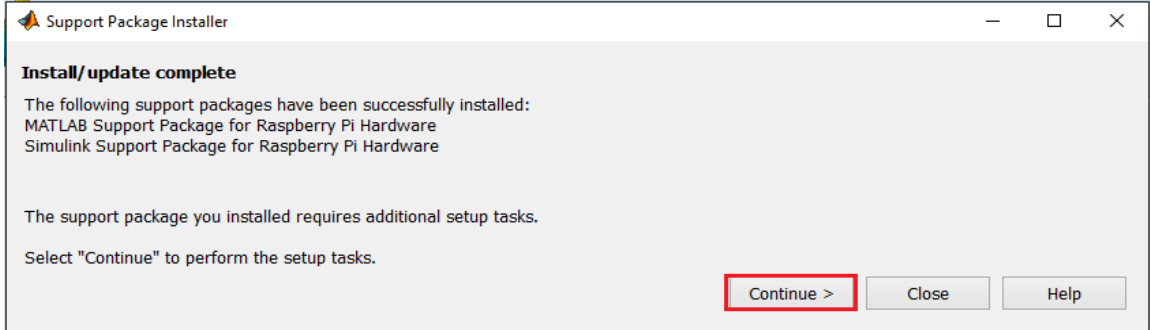 Support Package Installer
Install/update complete
The following support packages have been successfully installed:
MATLAB Support Package for Raspberry Pi Hardware
Simulink Support Package for Raspberry Pi Hardware
The support package you installed requires additional setup tasks.
Select "Continue" to perform the setup tasks.
Continue > Close Help